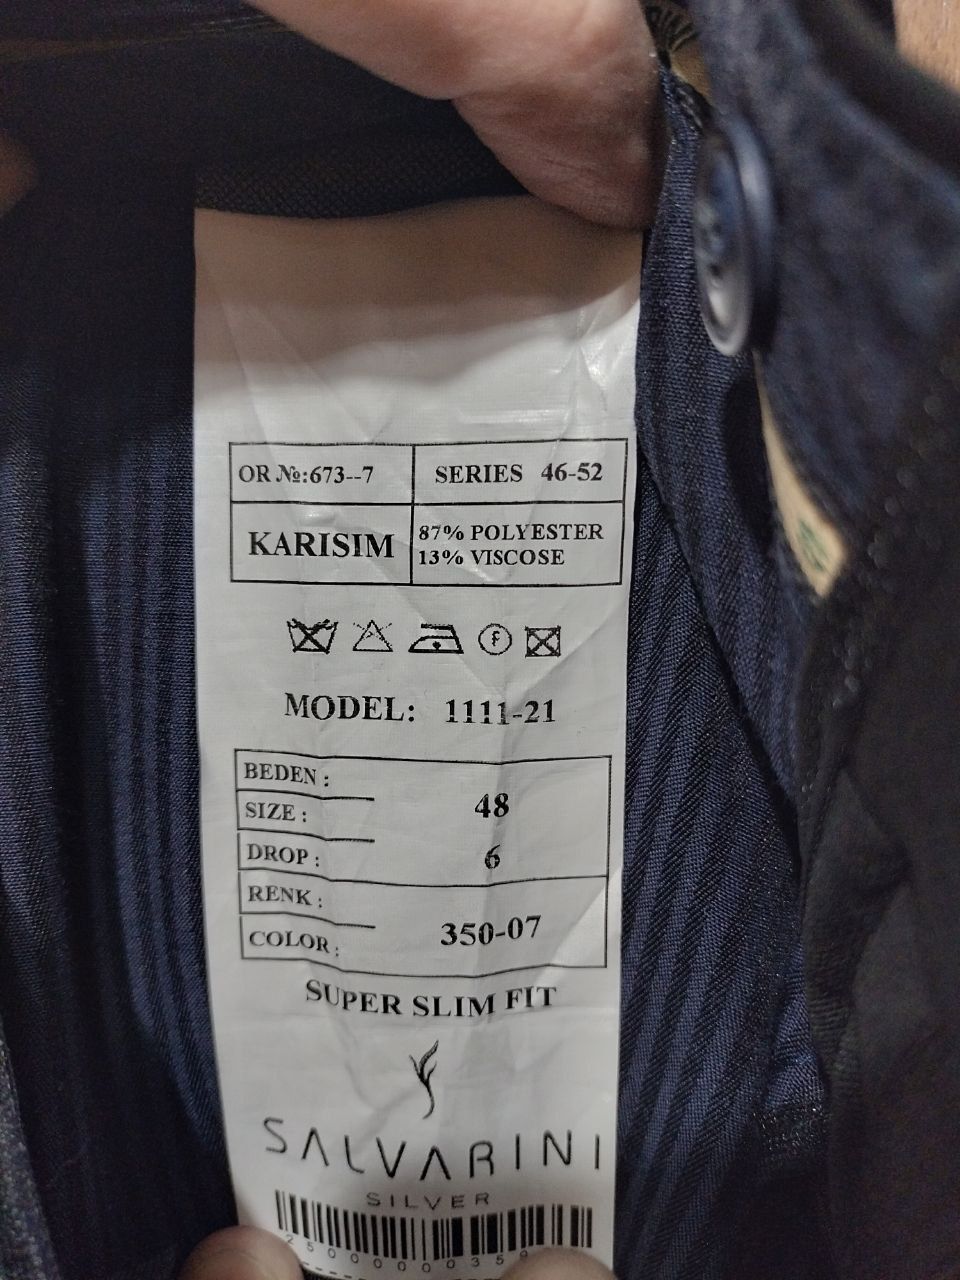 OR №:673--7
SERIES 46-52
KARISIM
87% POLYESTER
13% VISCOSE
F
MODEL: 1111-21
BEDEN :
SIZE :
48
DROP :
6
RENK :
COLOR :
350-07
SUPER SLIM FIT
SALVARINI
SILVER
250000035